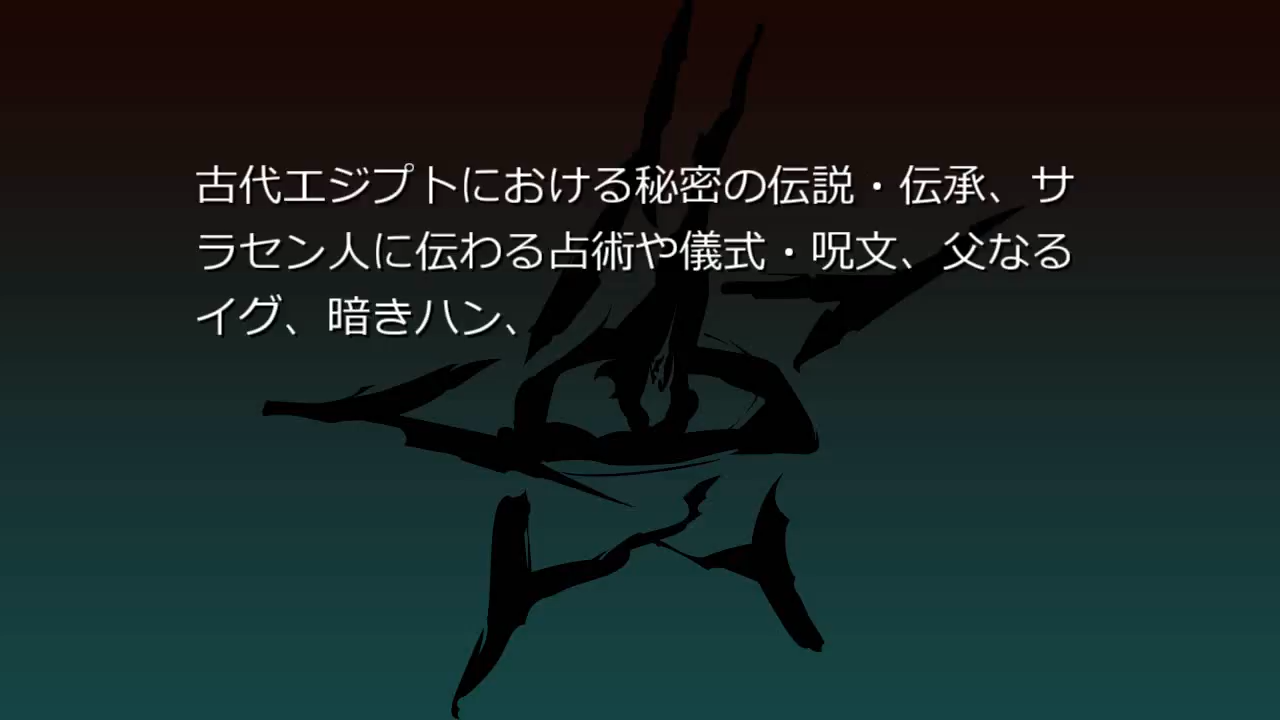 古代エジプトにおける秘密の伝説・伝承、サ
ラセン人に伝わる占術や儀式・呪文、父なる
イグ、暗きハン、